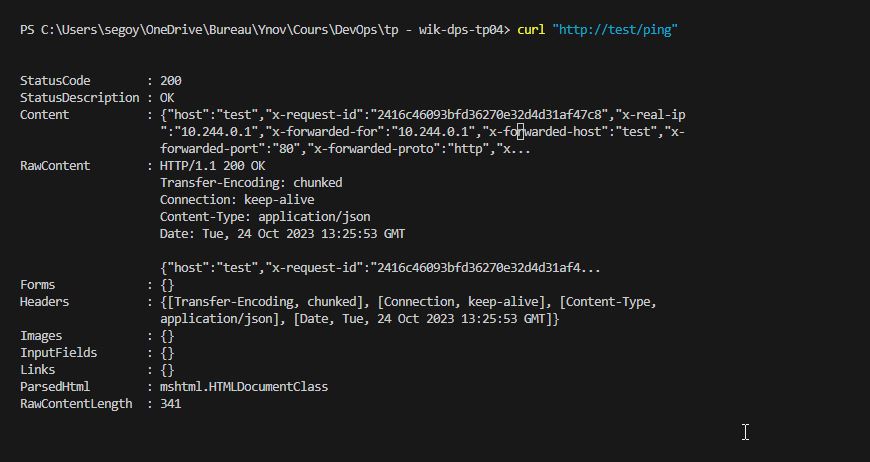 PS C:\Users\segoy\OneDrive\Bureau\Ynov\Cours\DevOps\tp - wik-dps-tp04> curl "http://test/ping"
StatusCode        : 200
StatusDescription : OK
Content           : {"host":"test","x-request-id":"2416c46093bfd36270e32d4d31af47c8","x-real-ip
                    ":"10.244.0.1","x-forwarded-for":"10.244.0.1","x-forwarded-host":"test","x-
                    forwarded-port":"80","x-forwarded-proto":"http","x...
RawContent        : HTTP/1.1 200 OK
                    Transfer-Encoding: chunked
                    Connection: keep-alive
                    Content-Type: application/json
                    Date: Tue, 24 Oct 2023 13:25:53 GMT

                    {"host":"test","x-request-id":"2416c46093bfd36270e32d4d31af4...
Forms             : {}
Headers           : {[Transfer-Encoding, chunked], [Connection, keep-alive], [Content-Type,
                    application/json], [Date, Tue, 24 Oct 2023 13:25:53 GMT]}
Images            : {}
InputFields       : {}
Links             : {}
ParsedHtml        : mshtml.HTMLDocumentClass
RawContentLength  : 341